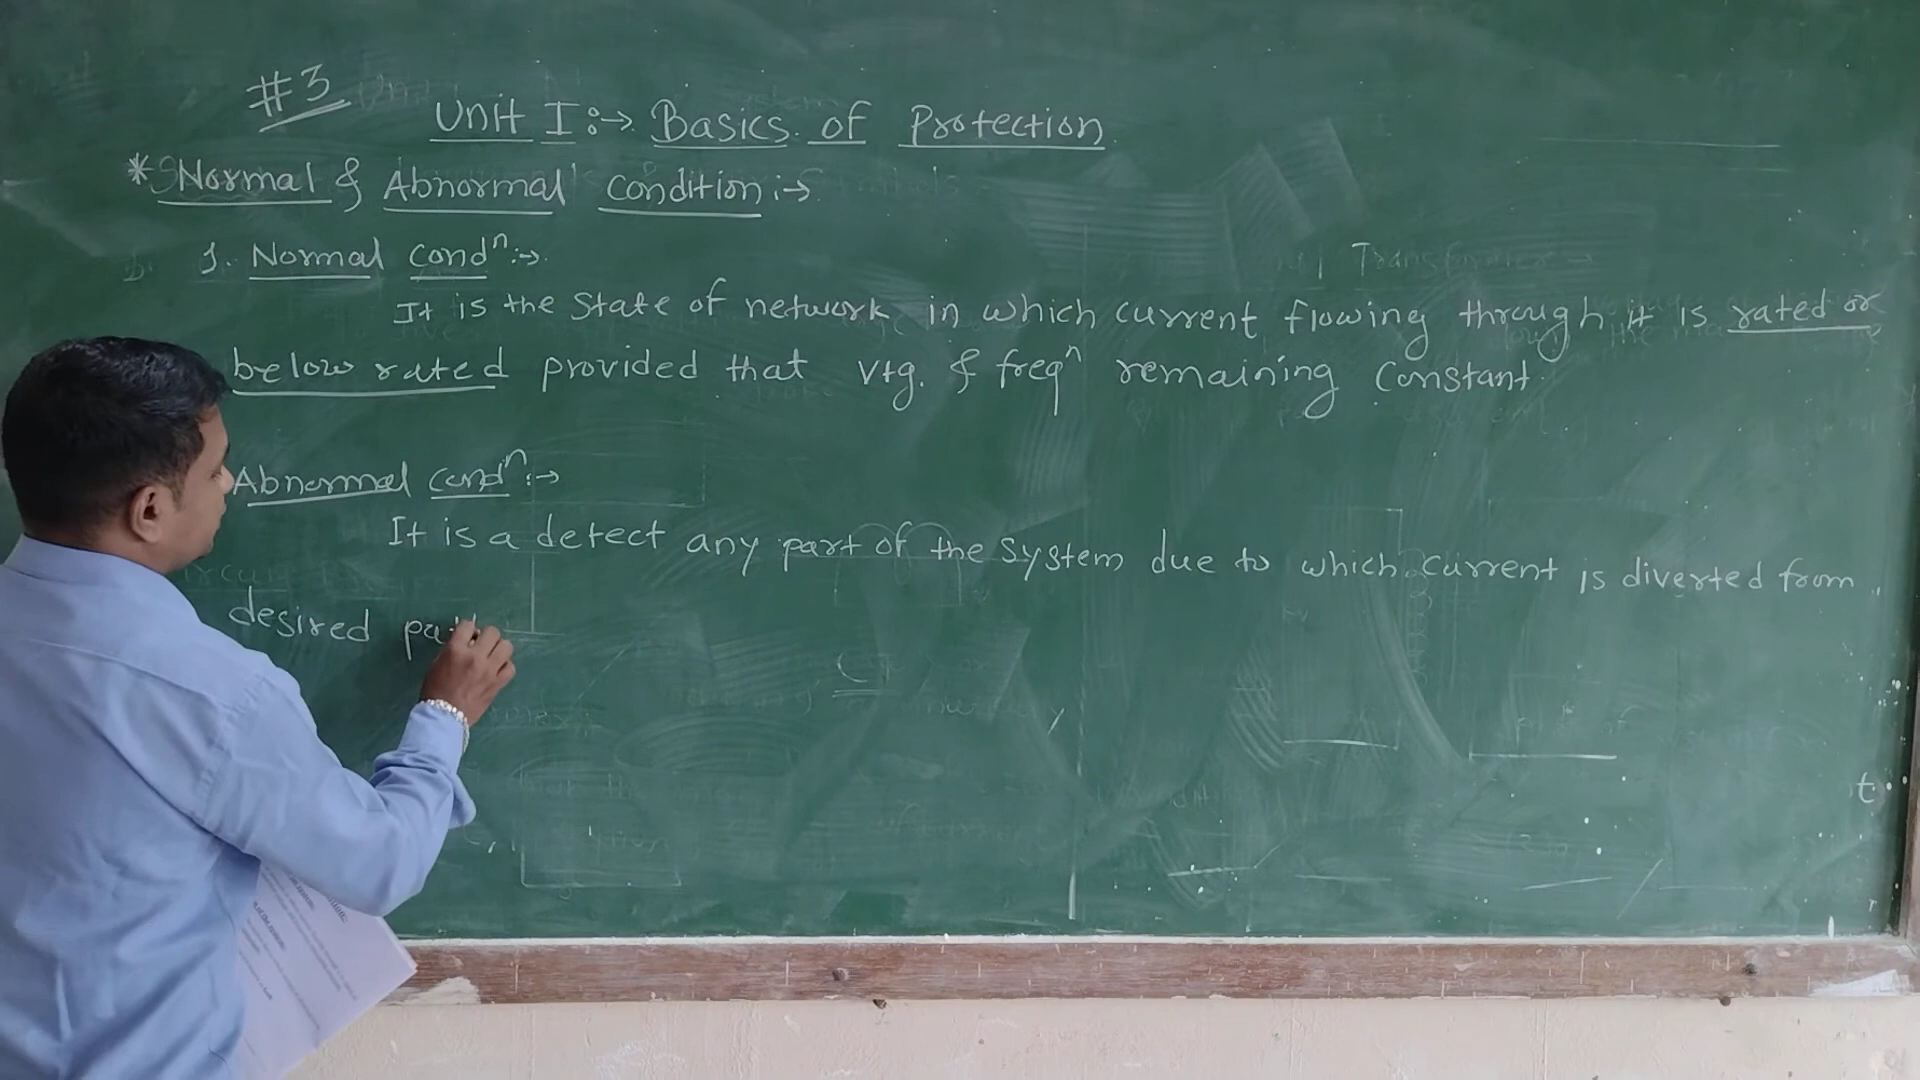 #3
Unit I :→ Basics of Protection
* Normal & Abnormal Condition :→
1. Normal Condⁿ :→
It is the State of network in which current flowing through it is rated or
below rated provided that Vtg. & freqⁿ remaining Constant.
Abnormal Condⁿ :→
It is a detect any part of the System due to which current is diverted from
desired pat